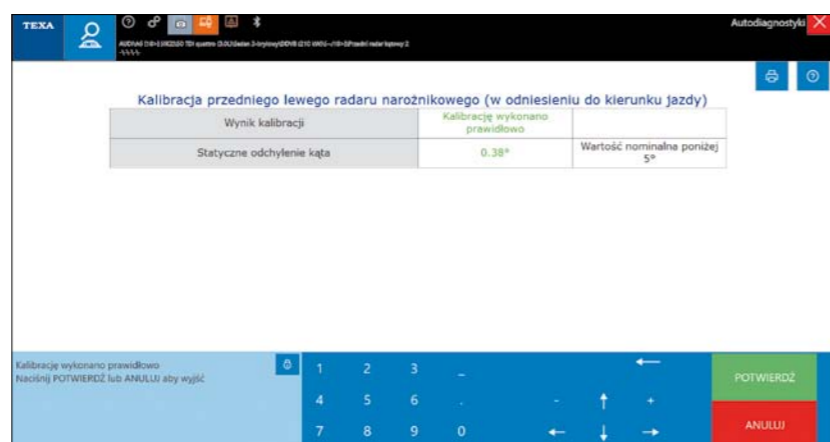 TEXA
Autodiagnostyki
Kalibracja przedniego lewego radaru narożnikowego (w odniesieniu do kierunku jazdy)
Wynik kalibracji
Kalibrację wykonano
prawidłowo
Statyczne odchylenie kąta
0.38°
Wartość nominalna poniżej
5°
Kalibrację wykonano prawidłowo
Naciśnij POTWIERDŹ lub ANULUJ aby wyjść
1 2 3 _
4 5 6 . - ↑ +
7 8 9 0 ← ↓ →
POTWIERDŹ
ANULUJ